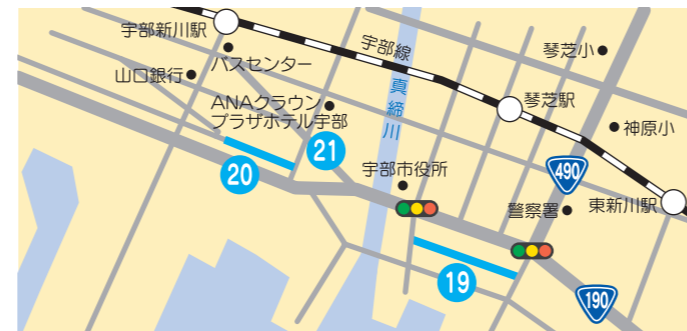 宇部新川駅
バスセンター
山口銀行
宇部線
琴芝小
ANAクラウン
プラザホテル宇部
真締川
琴芝駅
神原小
21
20
宇部市役所
490
警察署
東新川駅
19
190